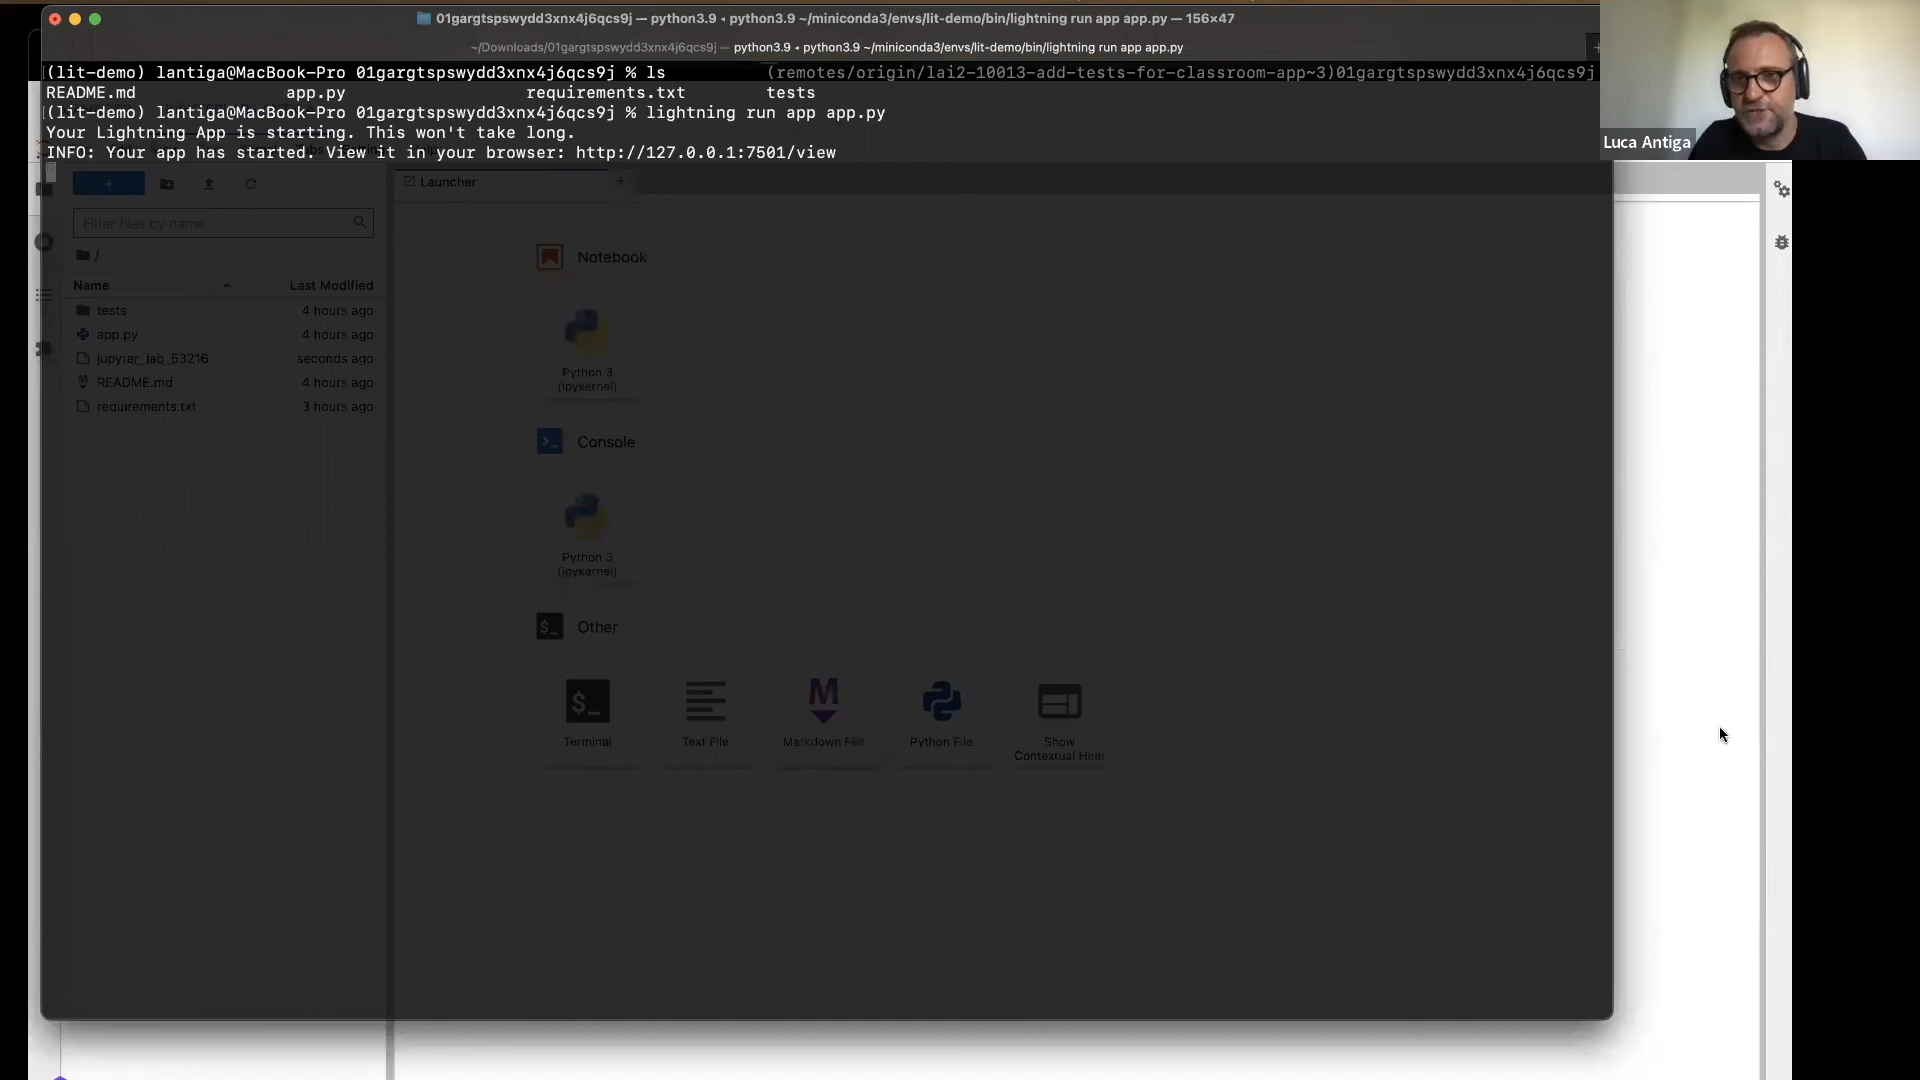 01gargtspswydd3xnx4j6qcs9j — python3.9 ◂ python3.9 ~/miniconda3/envs/lit-demo/bin/lightning run app app.py — 156×47
~/Downloads/01gargtspswydd3xnx4j6qcs9j — python3.9 ◂ python3.9 ~/miniconda3/envs/lit-demo/bin/lightning run app app.py
[(lit-demo) lantiga@MacBook-Pro 01gargtspswydd3xnx4j6qcs9j % ls (remotes/origin/lai2-10013-add-tests-for-classroom-app~3)01gargtspswydd3xnx4j6qcs9j
README.md app.py requirements.txt tests
[(lit-demo) lantiga@MacBook-Pro 01gargtspswydd3xnx4j6qcs9j % lightning run app app.py
Your Lightning App is starting. This won't take long.
INFO: Your app has started. View it in your browser: http://127.0.0.1:7501/view
Luca Antiga
Launcher
Filter files by name
/
Name Last Modified
tests 4 hours ago
app.py 4 hours ago
jupyter_lab_53216 seconds ago
README.md 4 hours ago
requirements.txt 3 hours ago
Notebook
Python 3
(ipykernel)
Console
Python 3
(ipykernel)
$_ Other
$_ M
Terminal Text File Markdown File Python File Show
Contextual Help